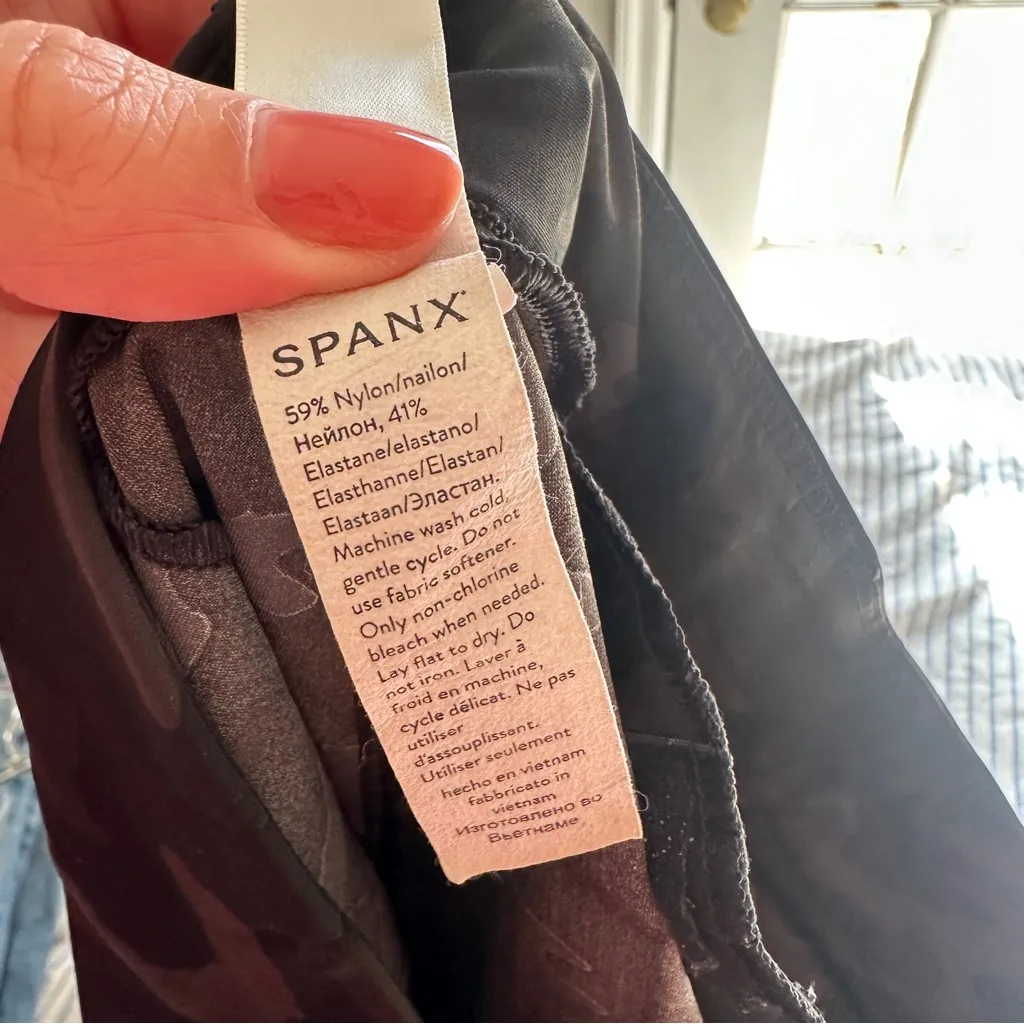 SPANX
59% Nylon/nailon/
Нейлон, 41%
Elastane/elastano/
Elasthanne/Elastan/
Elastaan/Эластан.
Machine wash cold,
gentle cycle. Do not
use fabric softener.
Only non-chlorine
bleach when needed.
Lay flat to dry. Do
not iron. Laver à
froid en machine,
cycle délicat. Ne pas
utiliser
d'assouplissant.
Utiliser seulement
hecho en vietnam
fabbricato in
vietnam
Изготовлено во
Вьетнаме